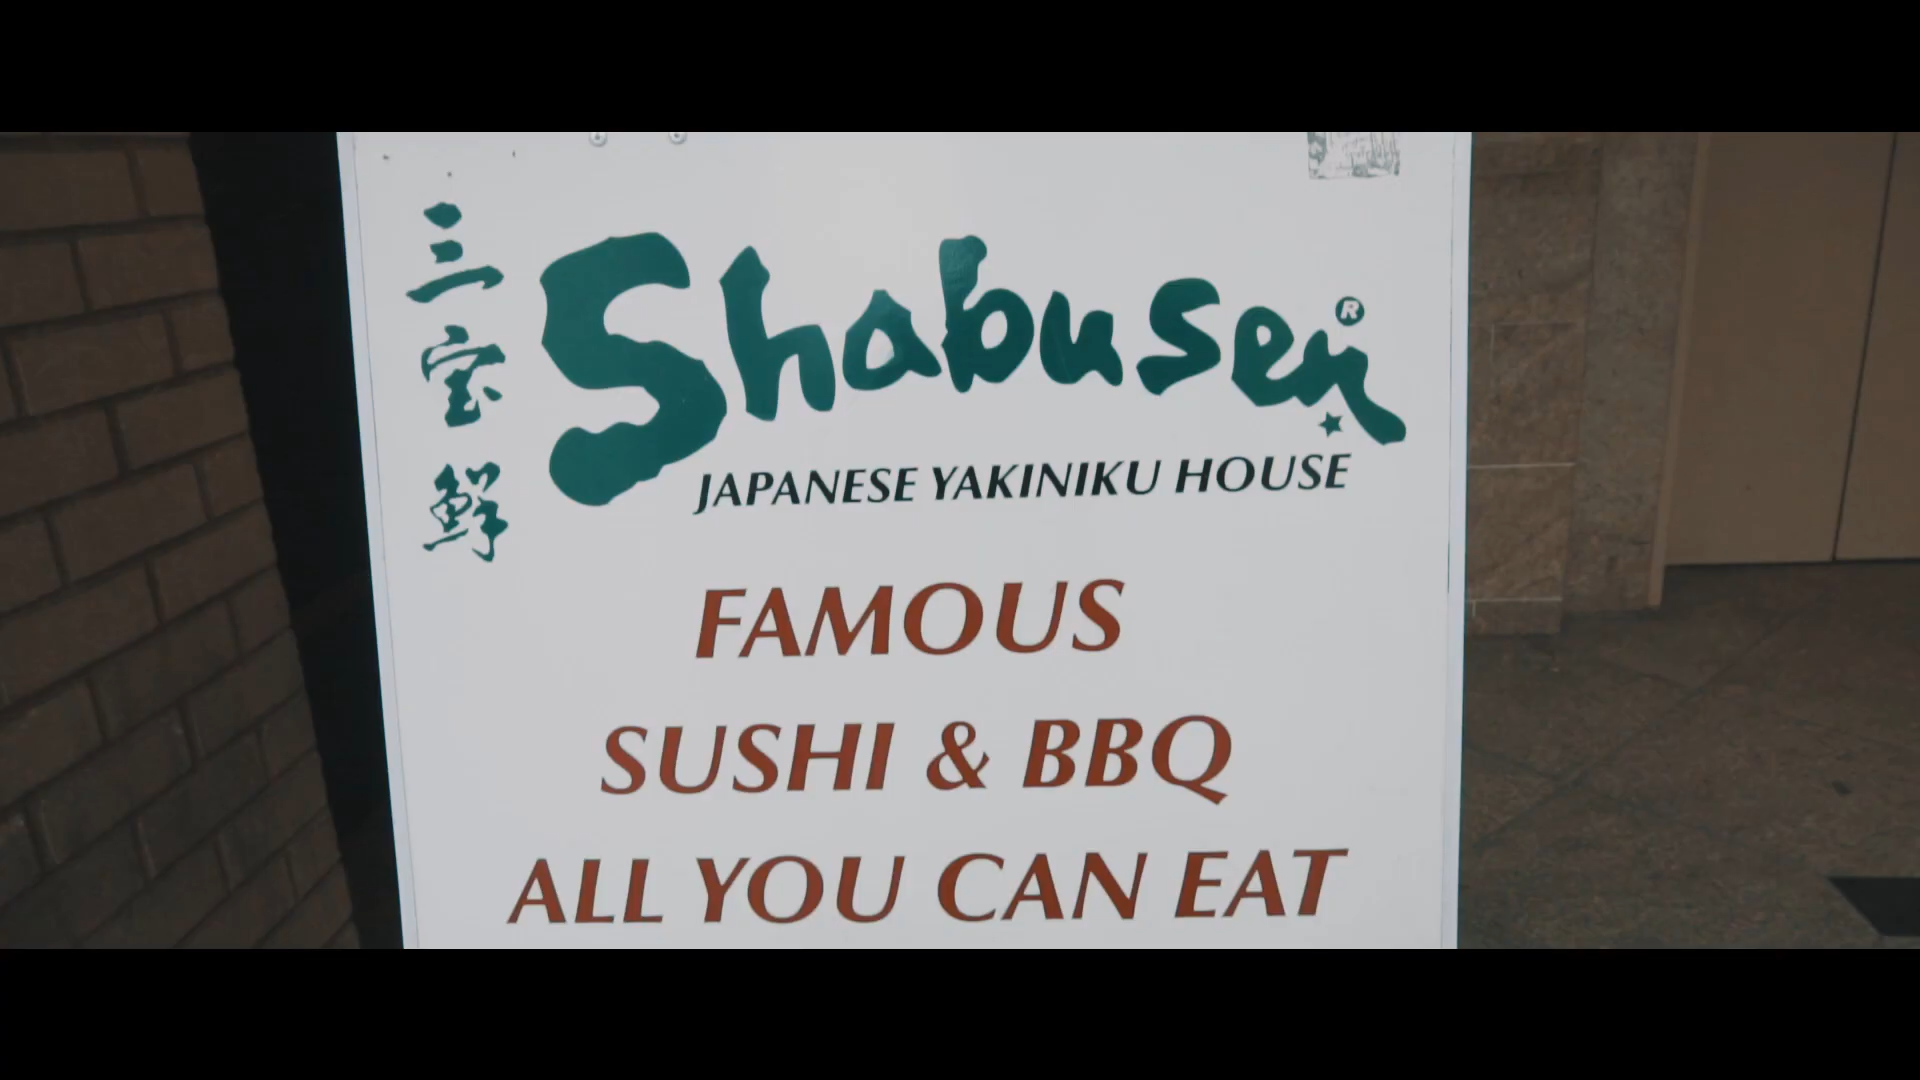 三宝鮮
Shabusen®
JAPANESE YAKINIKU HOUSE
FAMOUS
SUSHI & BBQ
ALL YOU CAN EAT